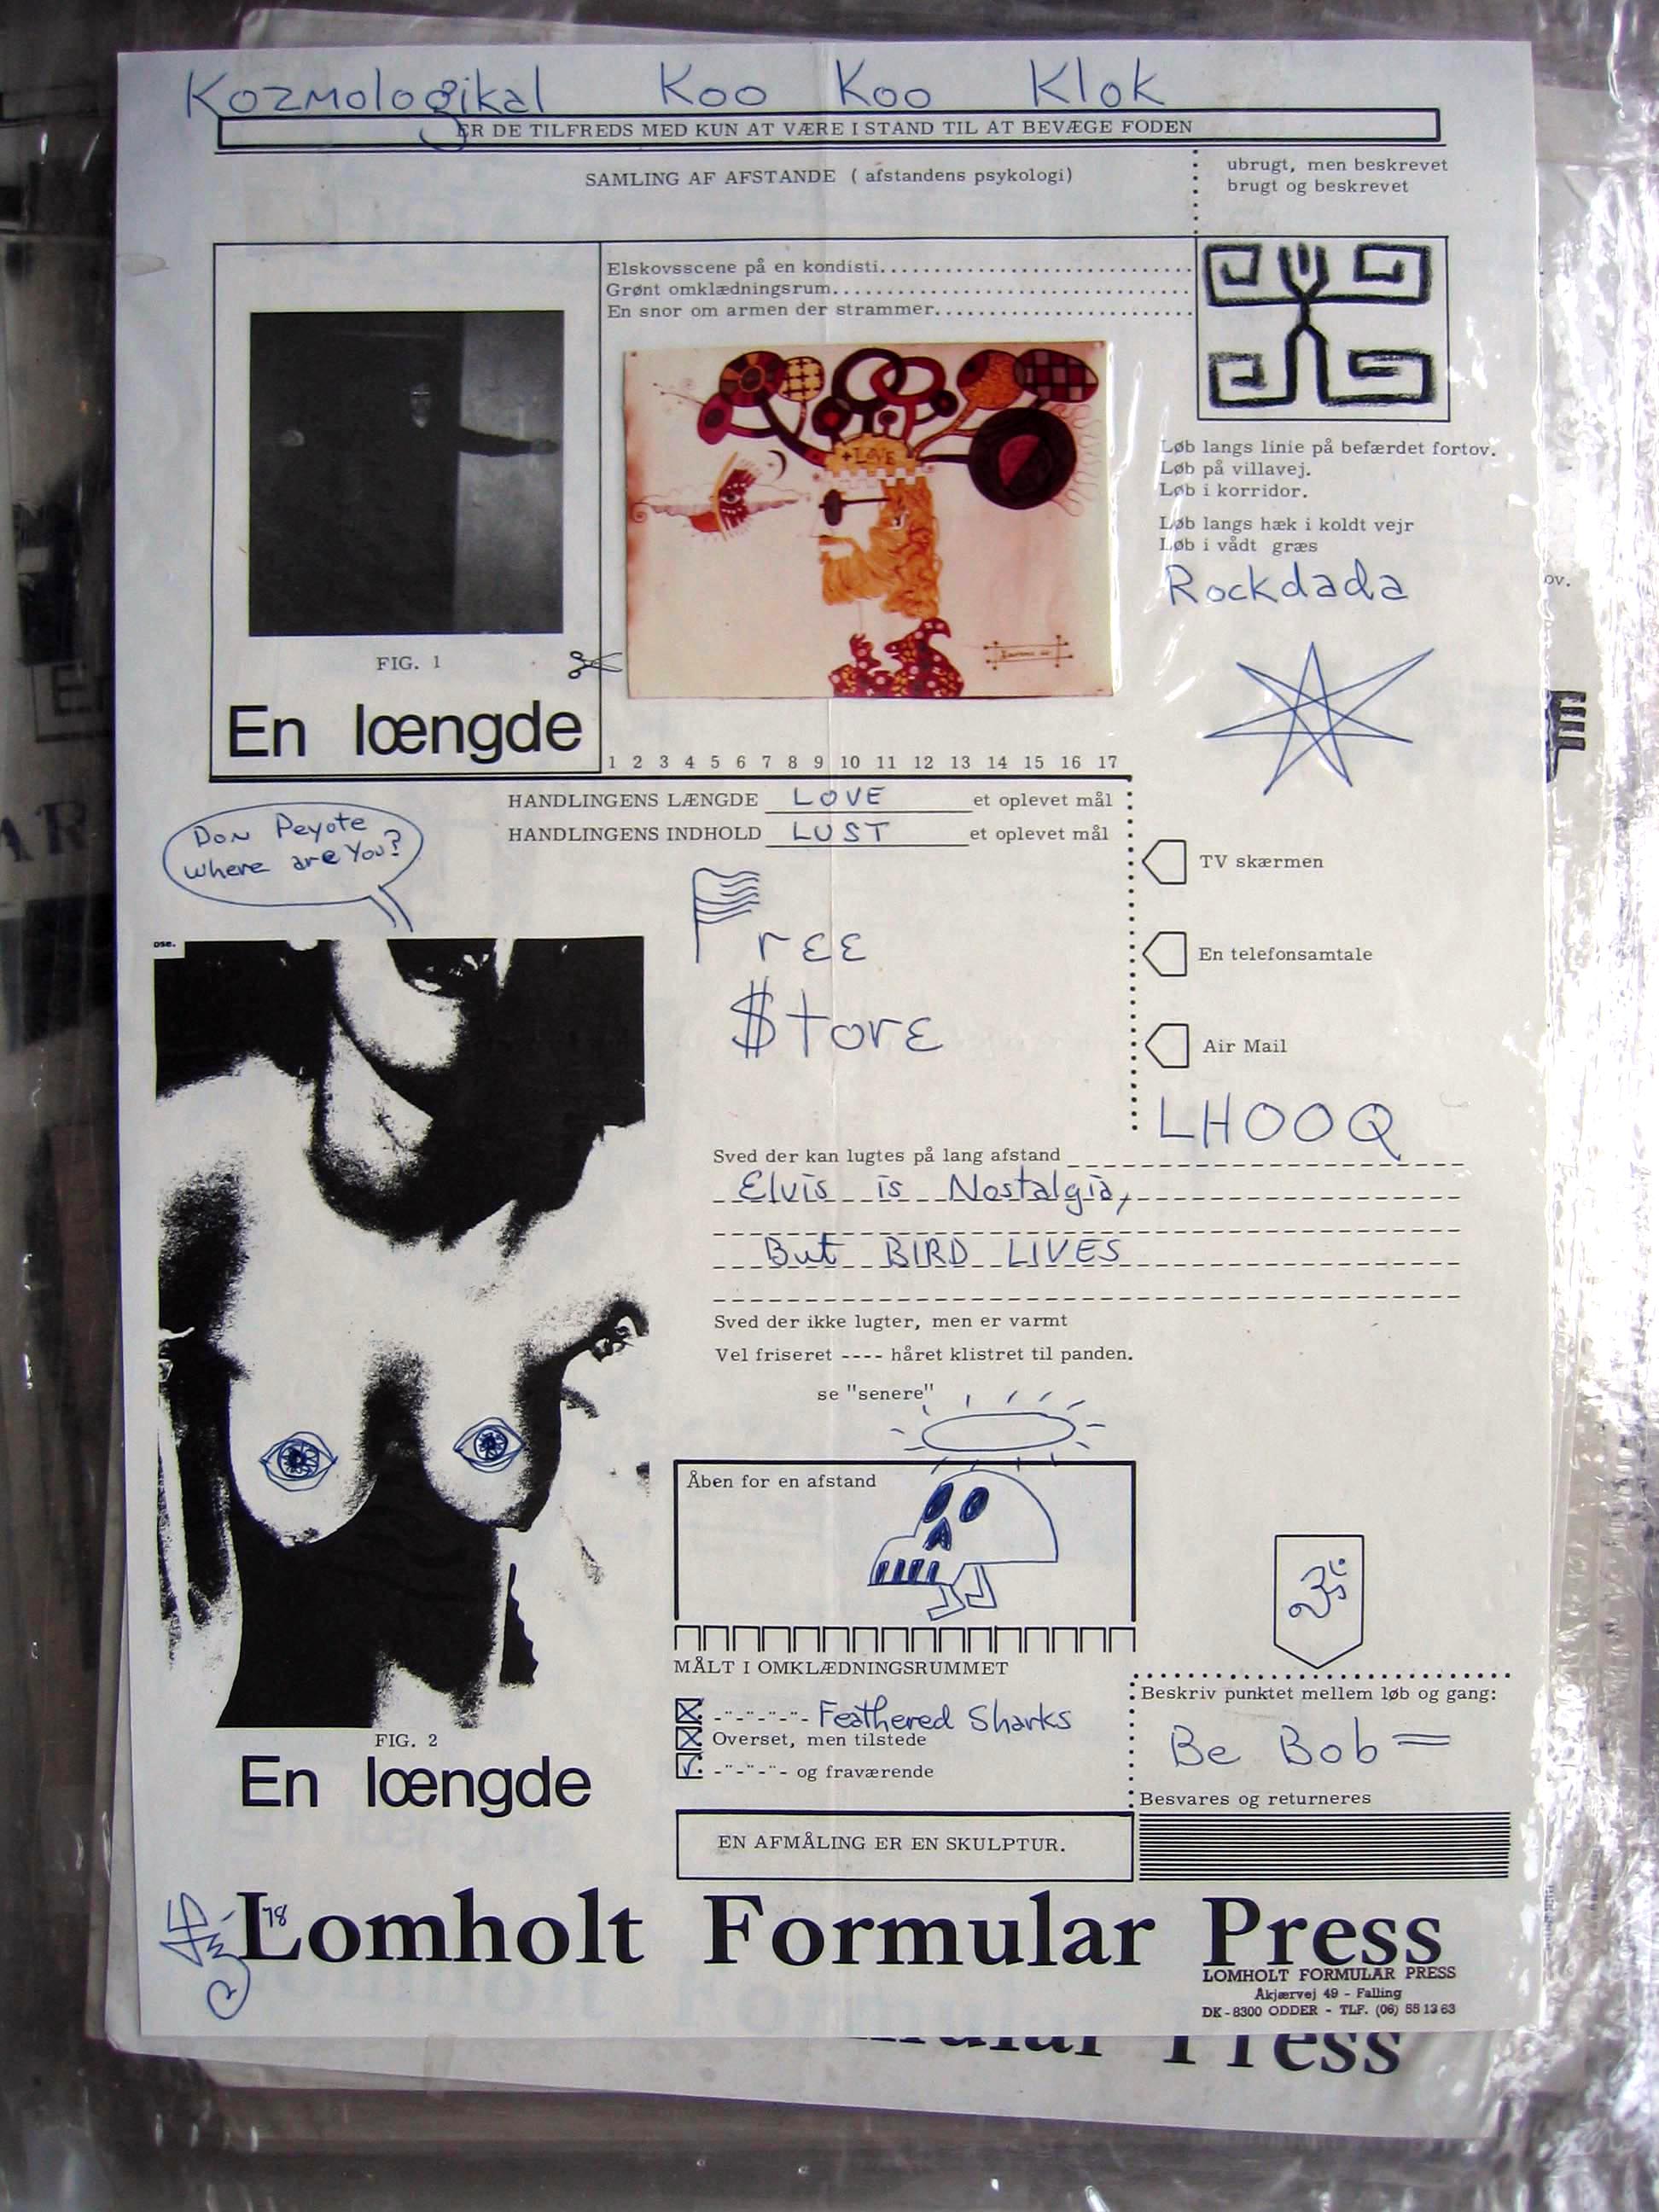 Kozmologikal Koo Koo Klok
ER DE TILFREDS MED KUN AT VÆRE I STAND TIL AT BEVÆGE FODEN
SAMLING AF AFSTANDE ( afstandens psykologi)
ubrugt, men beskrevet
brugt og beskrevet
Elskovsscene på en kondisti..............................
Grønt omklædningsrum..................................
En snor om armen der strammer.........................
+LOVE
Løb langs linie på befærdet fortov.
Løb på villavej.
Løb i korridor.
Løb langs hæk i koldt vejr
Løb i vådt græs
Rockdada
FIG. 1
En længde
1 2 3 4 5 6 7 8 9 10 11 12 13 14 15 16 17
HANDLINGENS LÆNGDE LOVE et oplevet mål
HANDLINGENS INDHOLD LUST et oplevet mål
Don Peyote
where are You?
TV skærmen
Free
En telefonsamtale
$tore
Air Mail
LHOOQ
Sved der kan lugtes på lang afstand
Elvis is Nostalgia,
But BIRD LIVES
Sved der ikke lugter, men er varmt
Vel friseret ---- håret klistret til panden.
se "senere"
Åben for en afstand
MÅLT I OMKLÆDNINGSRUMMET
-"-"-"-"- Feathered Sharks
Overset, men tilstede
-"-"-"- og fraværende
Beskriv punktet mellem løb og gang:
Be Bob =
Besvares og returneres
FIG. 2
En længde
EN AFMÅLING ER EN SKULPTUR.
'78
Lomholt Formular Press
LOMHOLT FORMULAR PRESS
Akjærvej 49 - Falling
DK-8300 ODDER - TLF. (06) 55 13 63
Press